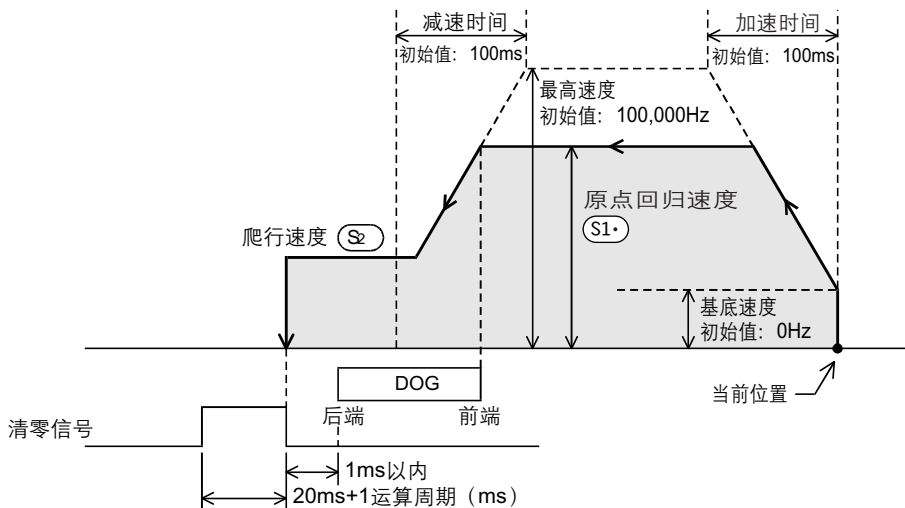 减速时间
初始值：100ms
加速时间
初始值：100ms
最高速度
初始值：100,000Hz
原点回归速度
S1·
爬行速度 S2
基底速度
初始值：0Hz
当前位置
DOG
后端
前端
清零信号
1ms以内
20ms+1运算周期（ms）